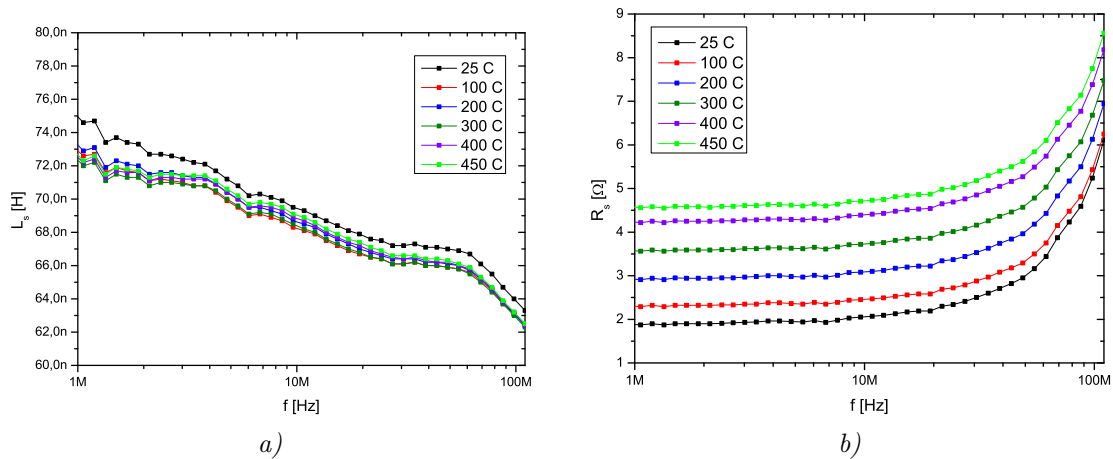 80,0n
78,0n
76,0n
74,0n
72,0n
70,0n
68,0n
66,0n
64,0n
62,0n
60,0n
L_s [H]
25 C
100 C
200 C
300 C
400 C
450 C
1M
10M
100M
f [Hz]
a)
9
8
7
6
5
4
3
2
1
R_s [Ω]
25 C
100 C
200 C
300 C
400 C
450 C
1M
10M
100M
f [Hz]
b)